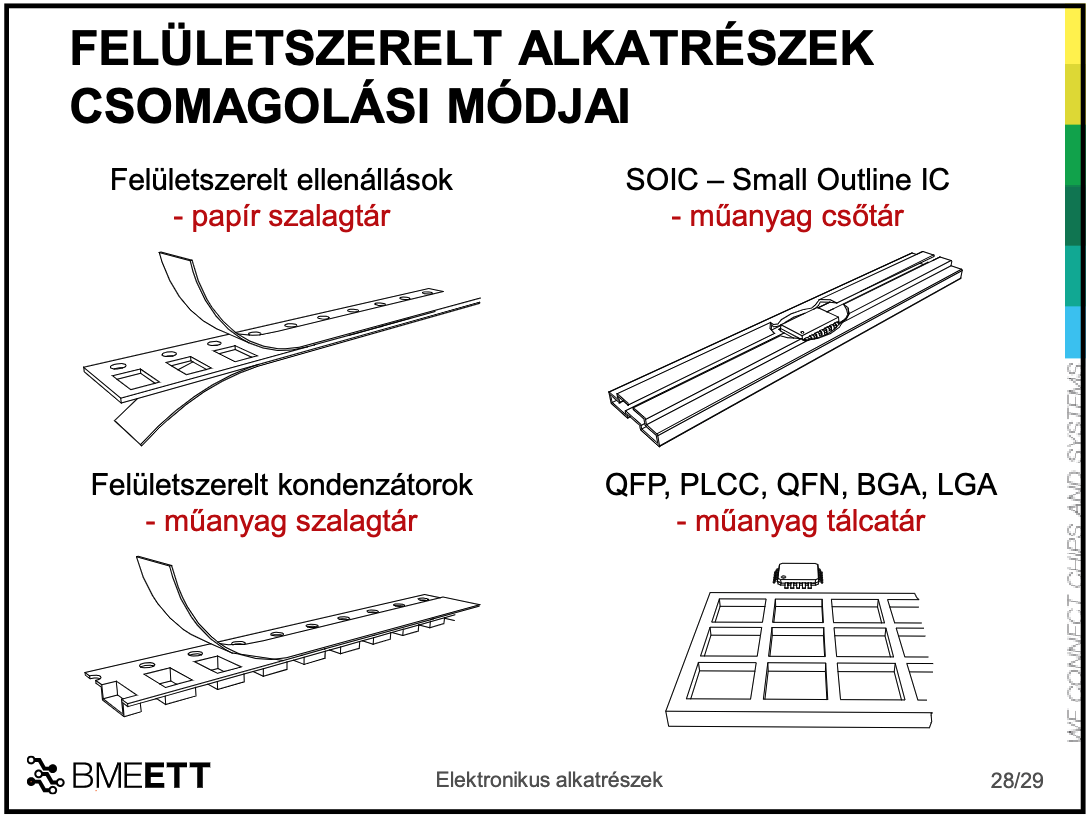 FELÜLETSZERELT ALKATRÉSZEK
CSOMAGOLÁSI MÓDJAI
Felületszerelt ellenállások
- papír szalagtár
SOIC – Small Outline IC
- műanyag csőtár
Felületszerelt kondenzátorok
- műanyag szalagtár
QFP, PLCC, QFN, BGA, LGA
- műanyag tálcatár
WE CONNECT CHIPS AND SYSTEMS
BMEETT
Elektronikus alkatrészek
28/29